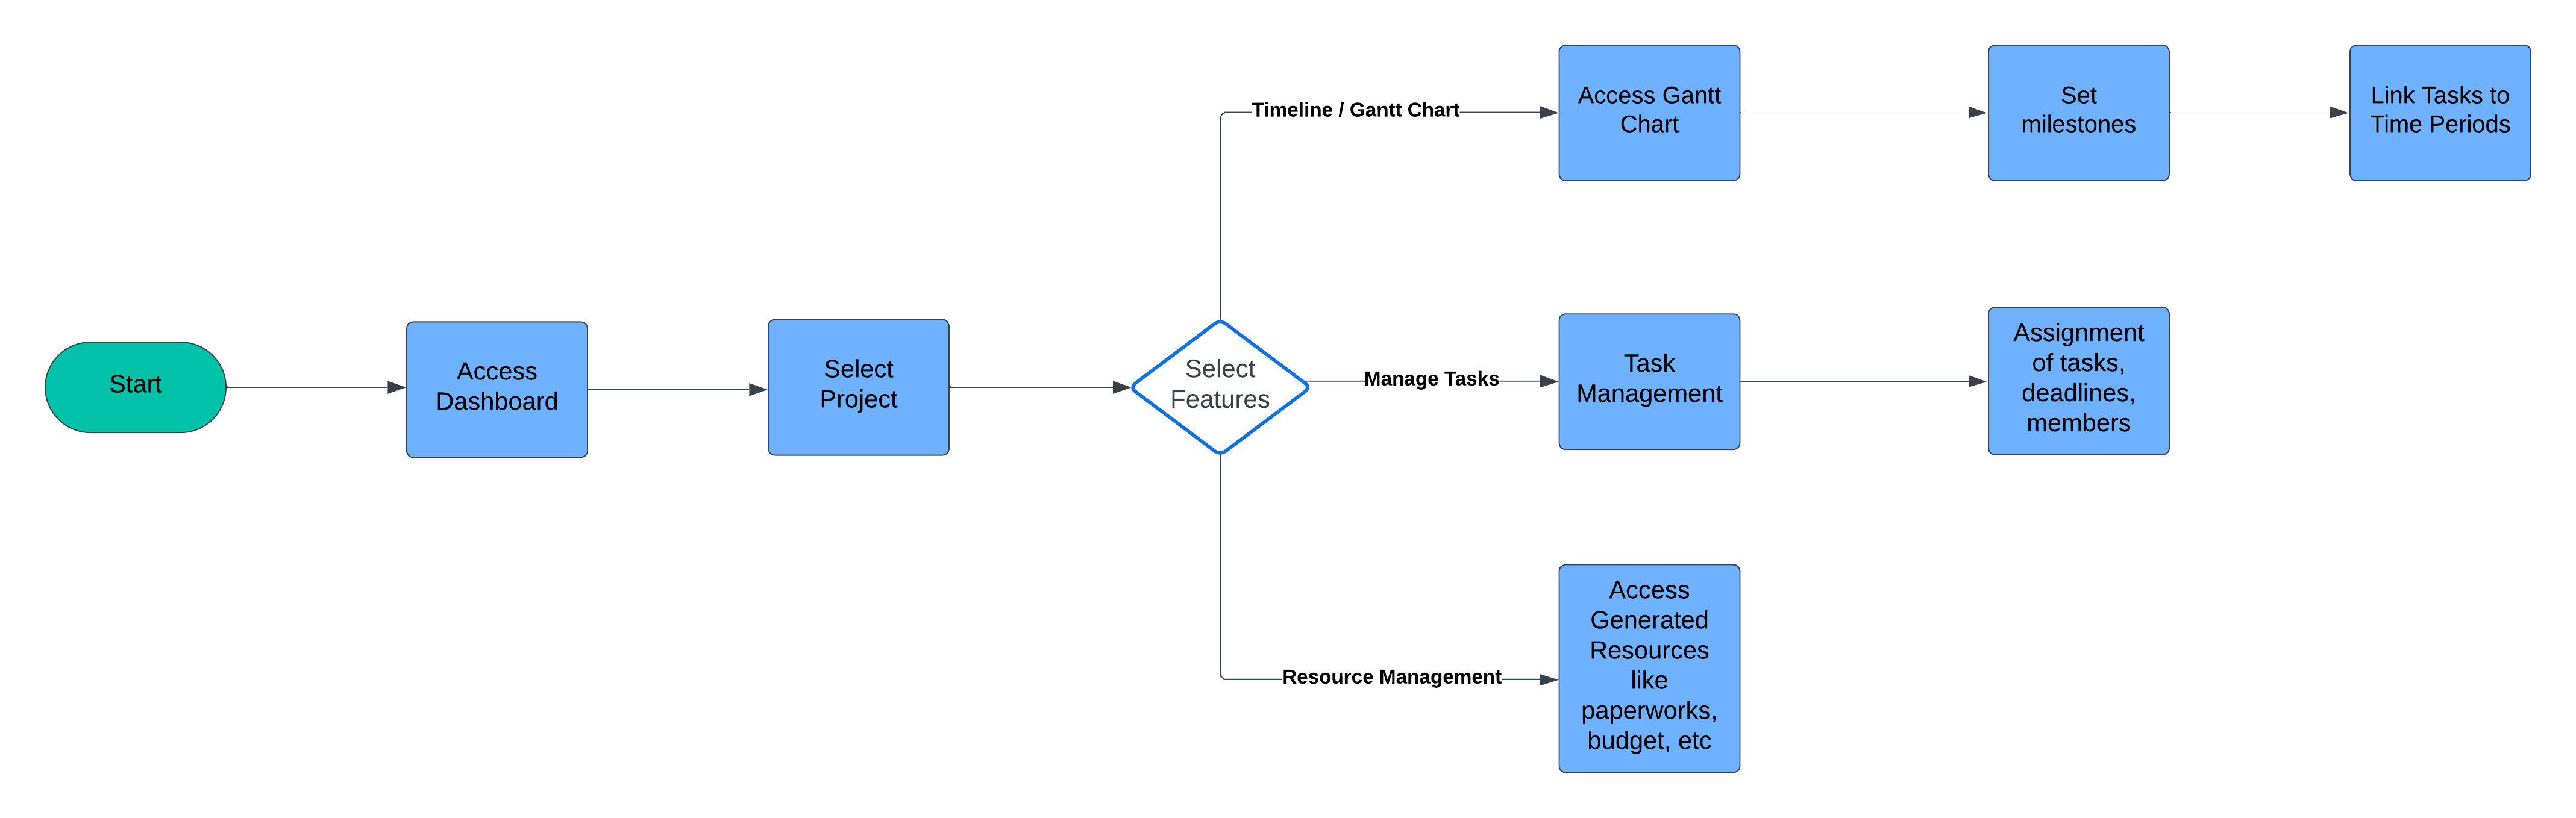 Start
Access
Dashboard
Select
Project
Select
Features
Timeline / Gantt Chart
Access Gantt
Chart
Set
milestones
Link Tasks to
Time Periods
Manage Tasks
Task
Management
Assignment
of tasks,
deadlines,
members
Resource Management
Access
Generated
Resources
like
paperworks,
budget, etc